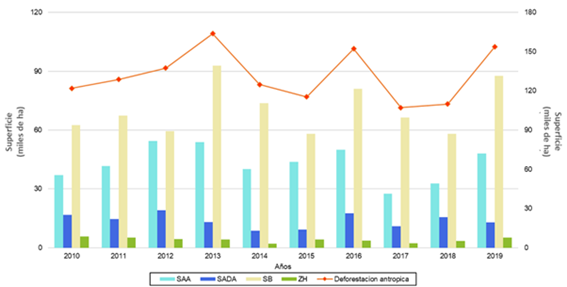 120
90
60
30
0
Superficie
(miles de ha)
180
150
120
90
60
30
0
Superficie
(miles de ha)
2010 2011 2012 2013 2014 2015 2016 2017 2018 2019
Años
SAA SADA SB ZH Deforestacion antropica